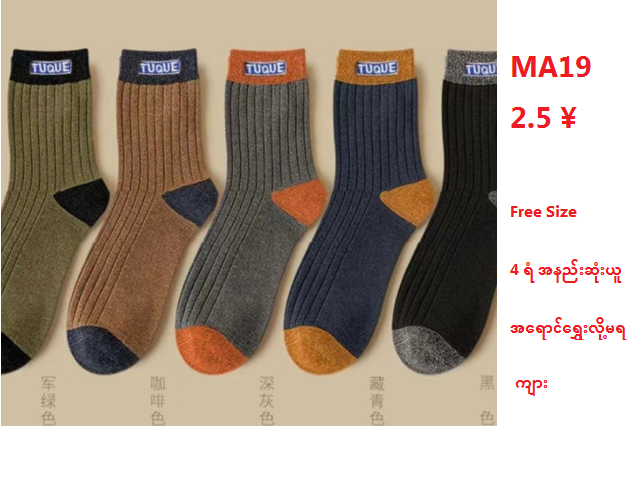 TUQUE
TUQUE
TUQUE
TUQUE
TUQU
军绿色
咖啡色
深灰色
藏青色
黑色
MA19
2.5 ¥
Free Size
4 ရံ အနည်းဆုံးယူ
အရောင်ရွေးလို့မရ
ကျား